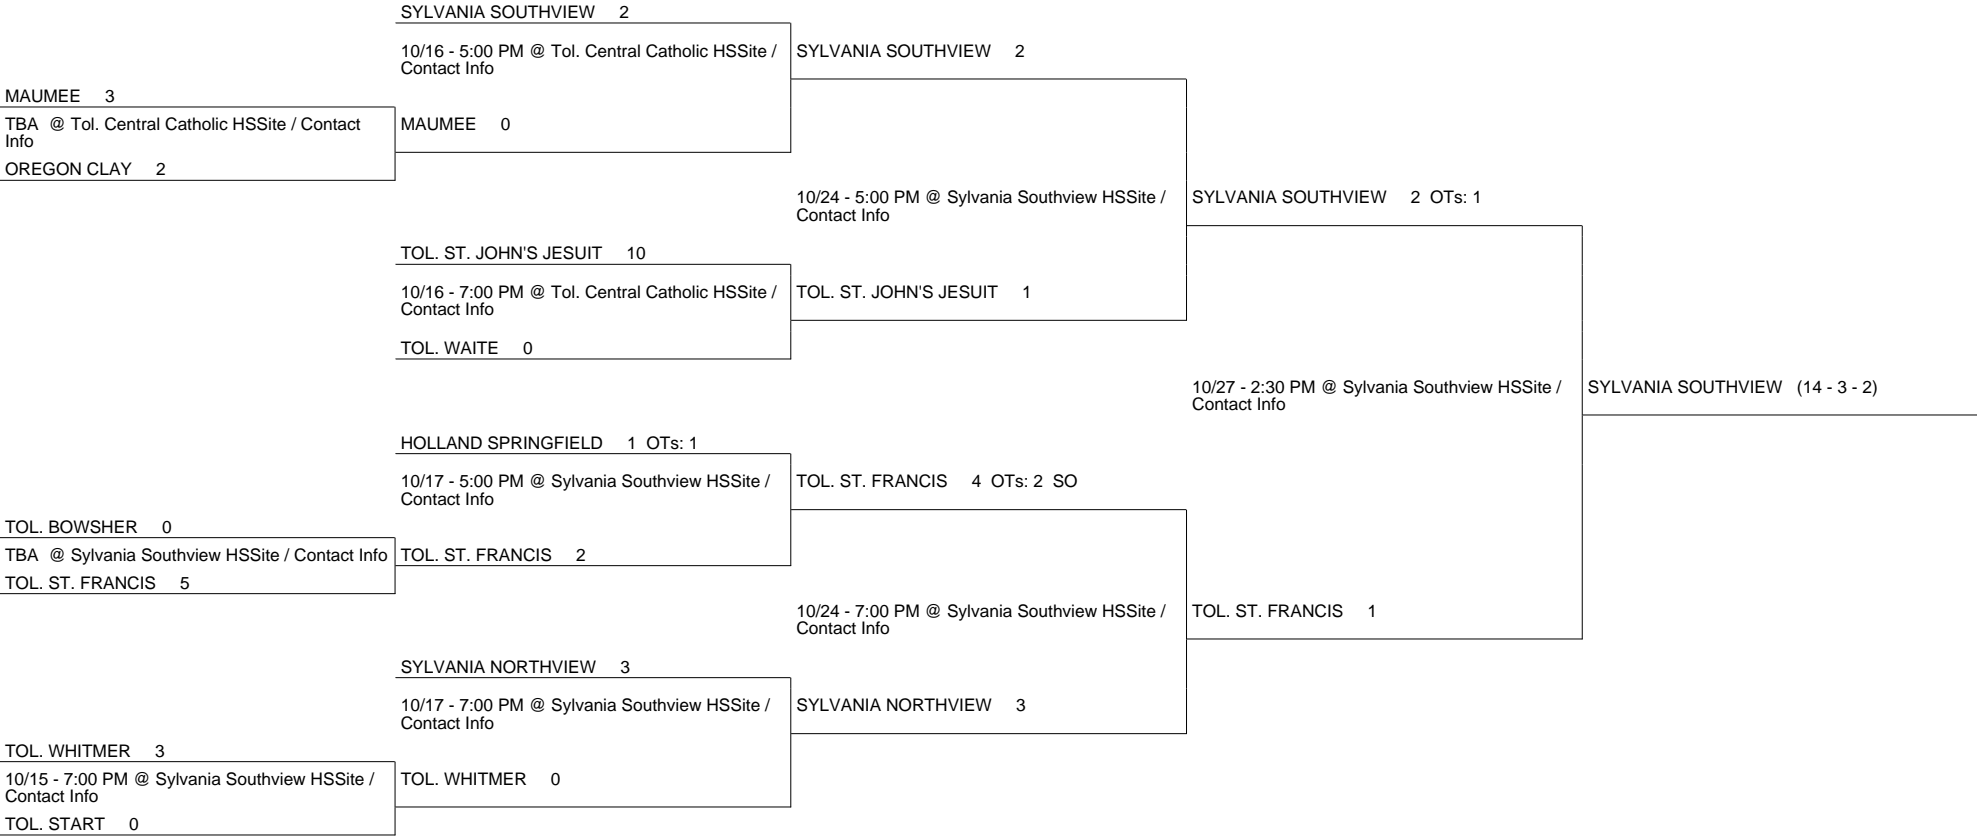 SYLVANIA SOUTHVIEW 2
10/16 - 5:00 PM @ Tol. Central Catholic HSSite /
Contact Info
SYLVANIA SOUTHVIEW 2
MAUMEE 3
TBA @ Tol. Central Catholic HSSite / Contact
Info
MAUMEE 0
OREGON CLAY 2
10/24 - 5:00 PM @ Sylvania Southview HSSite /
Contact Info
SYLVANIA SOUTHVIEW 2 OTs: 1
TOL. ST. JOHN'S JESUIT 10
10/16 - 7:00 PM @ Tol. Central Catholic HSSite /
Contact Info
TOL. ST. JOHN'S JESUIT 1
TOL. WAITE 0
10/27 - 2:30 PM @ Sylvania Southview HSSite /
Contact Info
SYLVANIA SOUTHVIEW (14 - 3 - 2)
HOLLAND SPRINGFIELD 1 OTs: 1
10/17 - 5:00 PM @ Sylvania Southview HSSite /
Contact Info
TOL. ST. FRANCIS 4 OTs: 2 SO
TOL. BOWSHER 0
TBA @ Sylvania Southview HSSite / Contact Info
TOL. ST. FRANCIS 2
TOL. ST. FRANCIS 5
10/24 - 7:00 PM @ Sylvania Southview HSSite /
Contact Info
TOL. ST. FRANCIS 1
SYLVANIA NORTHVIEW 3
10/17 - 7:00 PM @ Sylvania Southview HSSite /
Contact Info
SYLVANIA NORTHVIEW 3
TOL. WHITMER 3
10/15 - 7:00 PM @ Sylvania Southview HSSite /
Contact Info
TOL. WHITMER 0
TOL. START 0